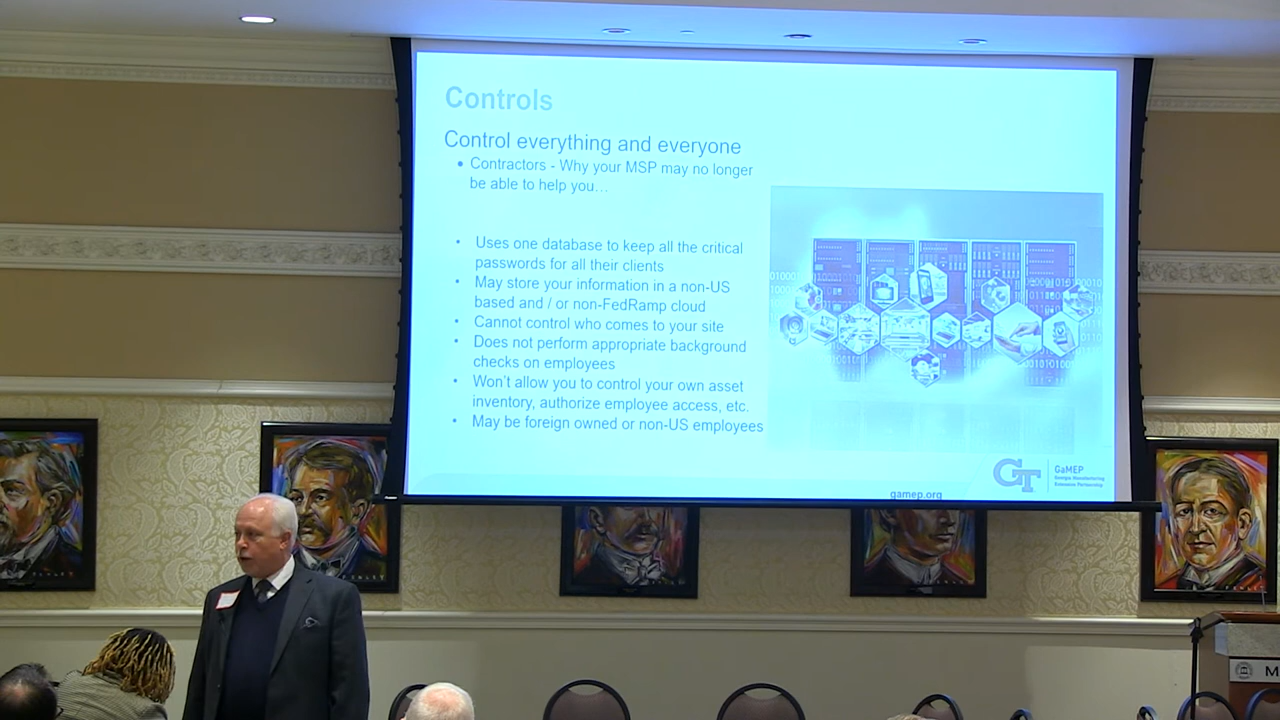 Controls
Control everything and everyone
• Contractors - Why your MSP may no longer
be able to help you…
• Uses one database to keep all the critical
passwords for all their clients
• May store your information in a non-US
based and / or non-FedRamp cloud
• Cannot control who comes to your site
• Does not perform appropriate background
checks on employees
• Won't allow you to control your own asset
inventory, authorize employee access, etc.
• May be foreign owned or non-US employees
GT
GaMEP
Georgia Manufacturing
Extension Partnership
gamep.org
M